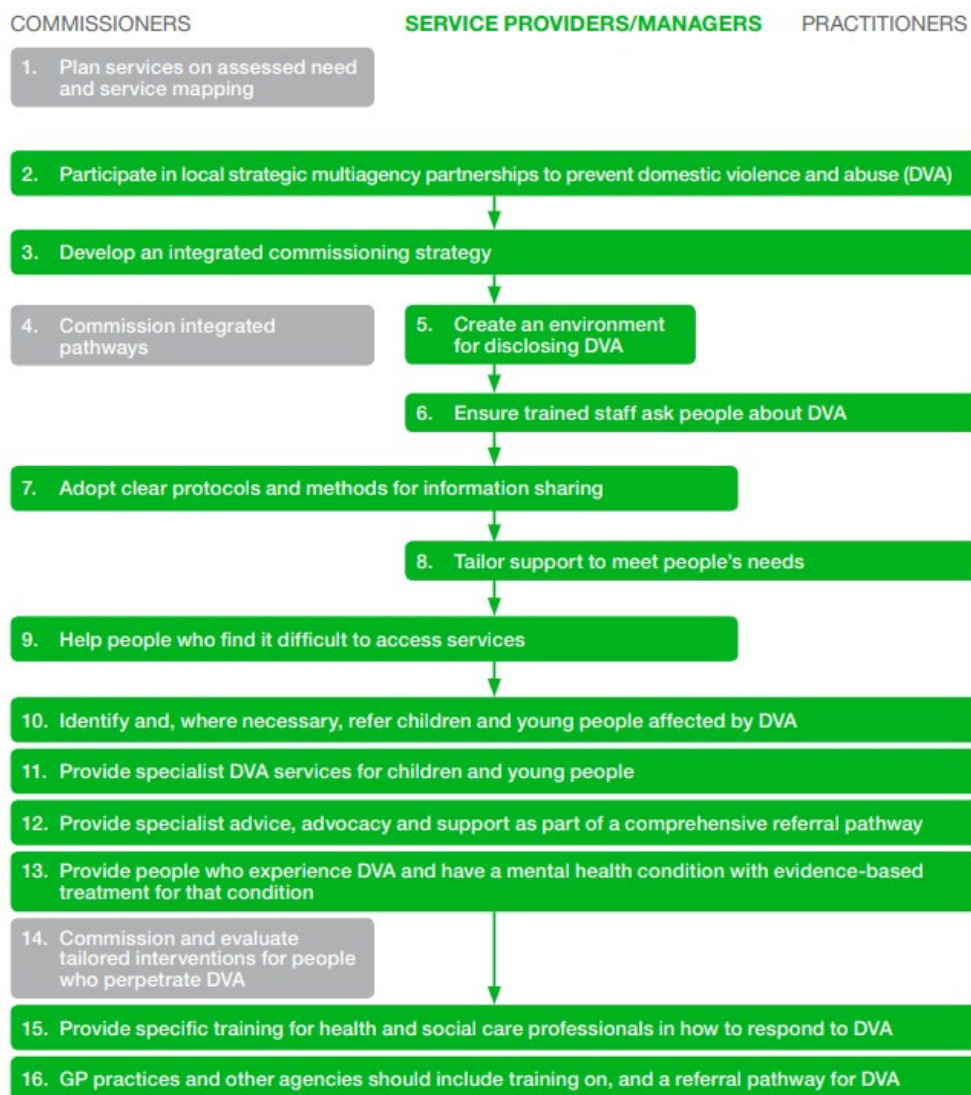 COMMISSIONERS SERVICE PROVIDERS/MANAGERS PRACTITIONERS
1. Plan services on assessed need
and service mapping
2. Participate in local strategic multiagency partnerships to prevent domestic violence and abuse (DVA)
3. Develop an integrated commissioning strategy
4. Commission integrated
pathways
5. Create an environment
for disclosing DVA
6. Ensure trained staff ask people about DVA
7. Adopt clear protocols and methods for information sharing
8. Tailor support to meet people's needs
9. Help people who find it difficult to access services
10. Identify and, where necessary, refer children and young people affected by DVA
11. Provide specialist DVA services for children and young people
12. Provide specialist advice, advocacy and support as part of a comprehensive referral pathway
13. Provide people who experience DVA and have a mental health condition with evidence-based
treatment for that condition
14. Commission and evaluate
tailored interventions for people
who perpetrate DVA
15. Provide specific training for health and social care professionals in how to respond to DVA
16. GP practices and other agencies should include training on, and a referral pathway for DVA